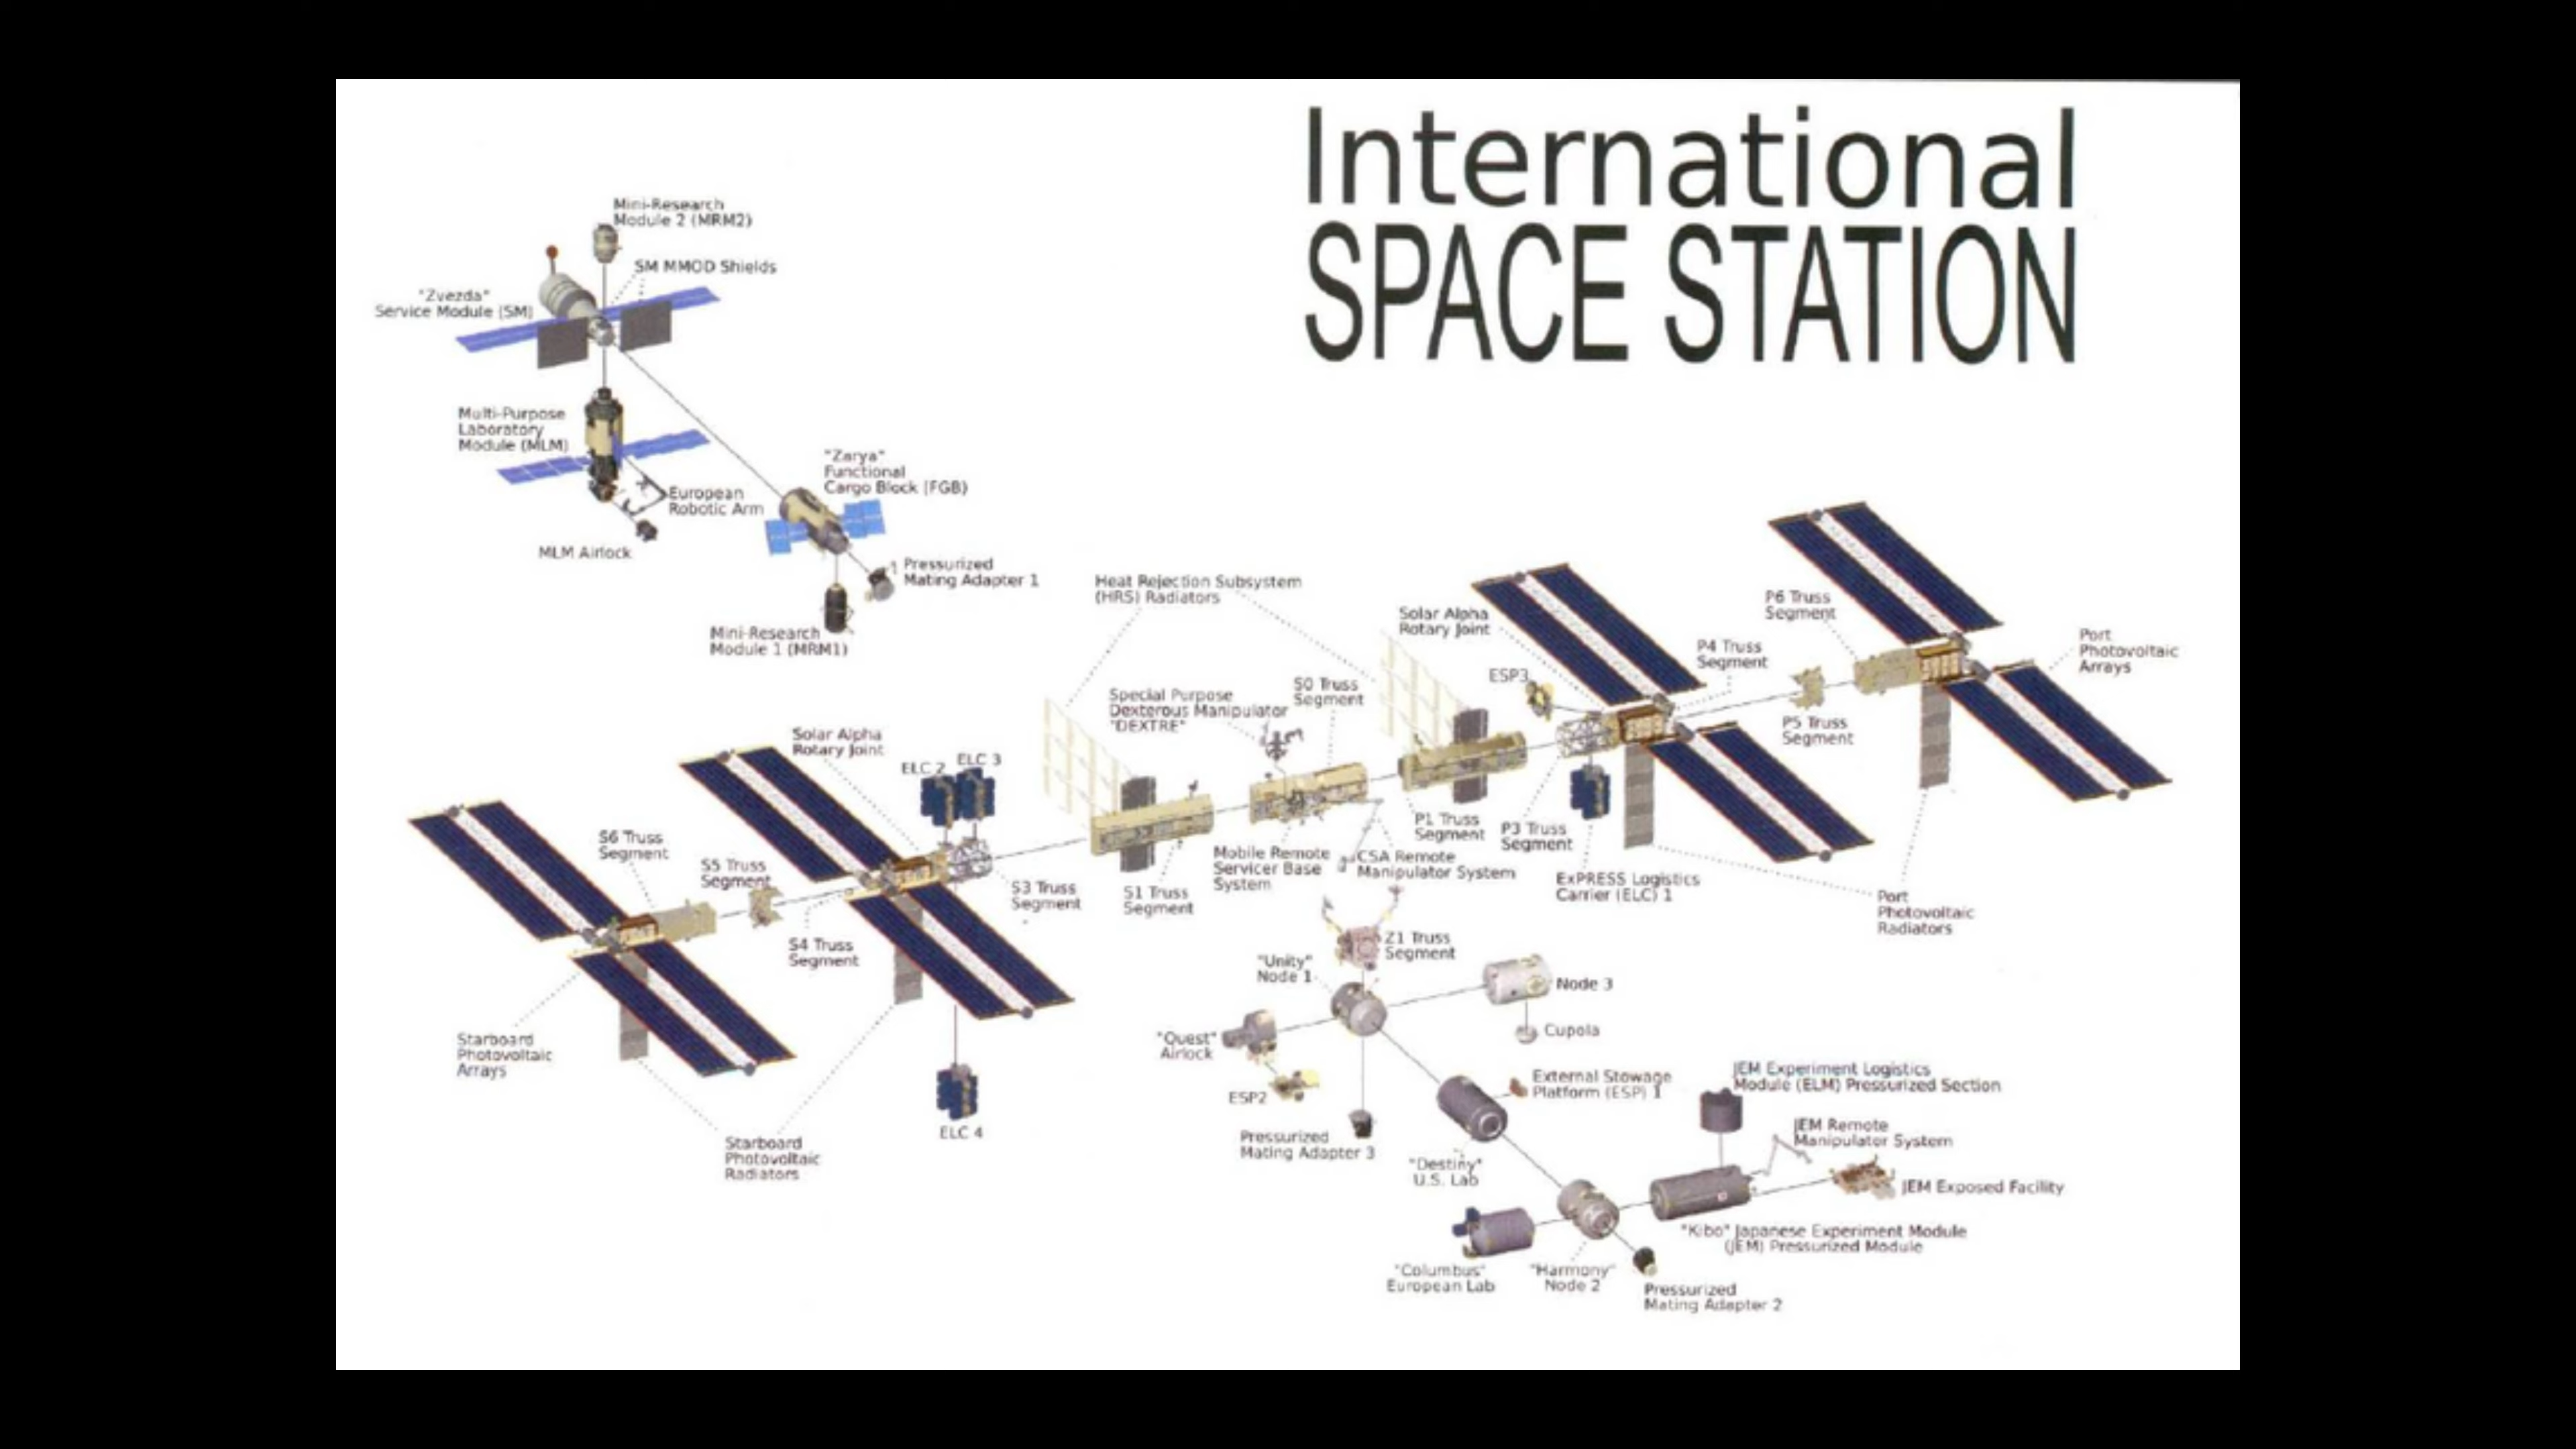 International
SPACE STATION
Mini-Research
Module 2 (MRM2)
SM MMOD Shields
"Zvezda"
Service Module (SM)
Multi-Purpose
Laboratory
Module (MLM)
European
Robotic Arm
MLM Airlock
"Zarya"
Functional
Cargo Block (FGB)
Pressurized
Mating Adapter 1
Mini-Research
Module 1 (MRM1)
Heat Rejection Subsystem
(HRS) Radiators
Solar Alpha
Rotary Joint
P6 Truss
Segment
Port
Photovoltaic
Arrays
P4 Truss
Segment
ESP3
S0 Truss
Segment
Special Purpose
Dexterous Manipulator
"DEXTRE"
P5 Truss
Segment
Solar Alpha
Rotary Joint
ELC 2
ELC 3
S6 Truss
Segment
S5 Truss
Segment
P1 Truss
Segment
P3 Truss
Segment
Mobile Remote
Servicer Base
System
CSA Remote
Manipulator System
ExPRESS Logistics
Carrier (ELC) 1
S3 Truss
Segment
S1 Truss
Segment
Port
Photovoltaic
Radiators
S4 Truss
Segment
Z1 Truss
Segment
"Unity"
Node 1
Node 3
Cupola
"Quest"
Airlock
Starboard
Photovoltaic
Arrays
ESP2
External Stowage
Platform (ESP) 1
JEM Experiment Logistics
Module (ELM) Pressurized Section
ELC 4
Starboard
Photovoltaic
Radiators
Pressurized
Mating Adapter 3
JEM Remote
Manipulator System
"Destiny"
U.S. Lab
JEM Exposed Facility
"Kibo" Japanese Experiment Module
(JEM) Pressurized Module
"Columbus"
European Lab
"Harmony"
Node 2
Pressurized
Mating Adapter 2